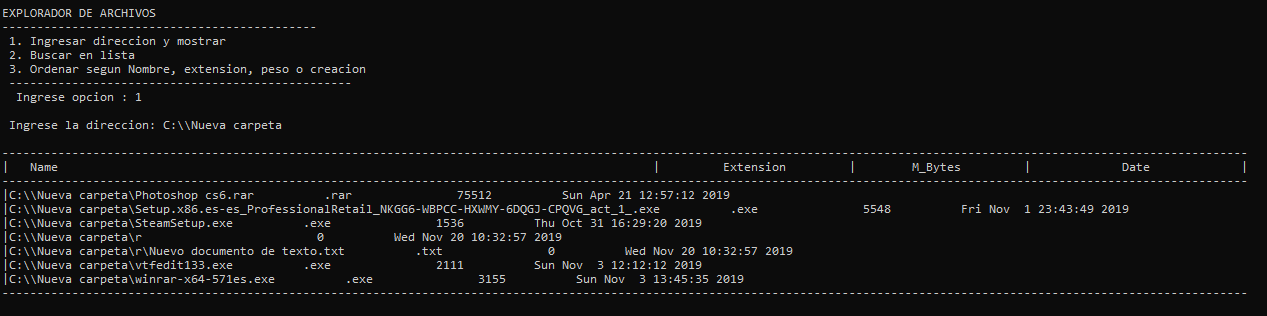 EXPLORADOR DE ARCHIVOS
---------------------------------------------
1. Ingresar direccion y mostrar
2. Buscar en lista
3. Ordenar segun Nombre, extension, peso o creacion
-------------------------------------------------
Ingrese opcion : 1
Ingrese la direccion: C:\\Nueva carpeta
----------------------------------------------------------------------------------------------------------------------------------------------------------------------------------
|   Name                                                                                     |         Extension         |        M_Bytes         |             Date             |
----------------------------------------------------------------------------------------------------------------------------------------------------------------------------------
|C:\\Nueva carpeta\Photoshop cs6.rar          .rar               75512          Sun Apr 21 12:57:12 2019
|C:\\Nueva carpeta\Setup.x86.es-es_ProfessionalRetail_NKGG6-WBPCC-HXWMY-6DQGJ-CPQVG_act_1_.exe          .exe               5548          Fri Nov  1 23:43:49 2019
|C:\\Nueva carpeta\SteamSetup.exe          .exe               1536          Thu Oct 31 16:29:20 2019
|C:\\Nueva carpeta\r                         0          Wed Nov 20 10:32:57 2019
|C:\\Nueva carpeta\r\Nuevo documento de texto.txt          .txt               0          Wed Nov 20 10:32:57 2019
|C:\\Nueva carpeta\vtfedit133.exe          .exe               2111          Sun Nov  3 12:12:12 2019
|C:\\Nueva carpeta\winrar-x64-571es.exe          .exe               3155          Sun Nov  3 13:45:35 2019
----------------------------------------------------------------------------------------------------------------------------------------------------------------------------------